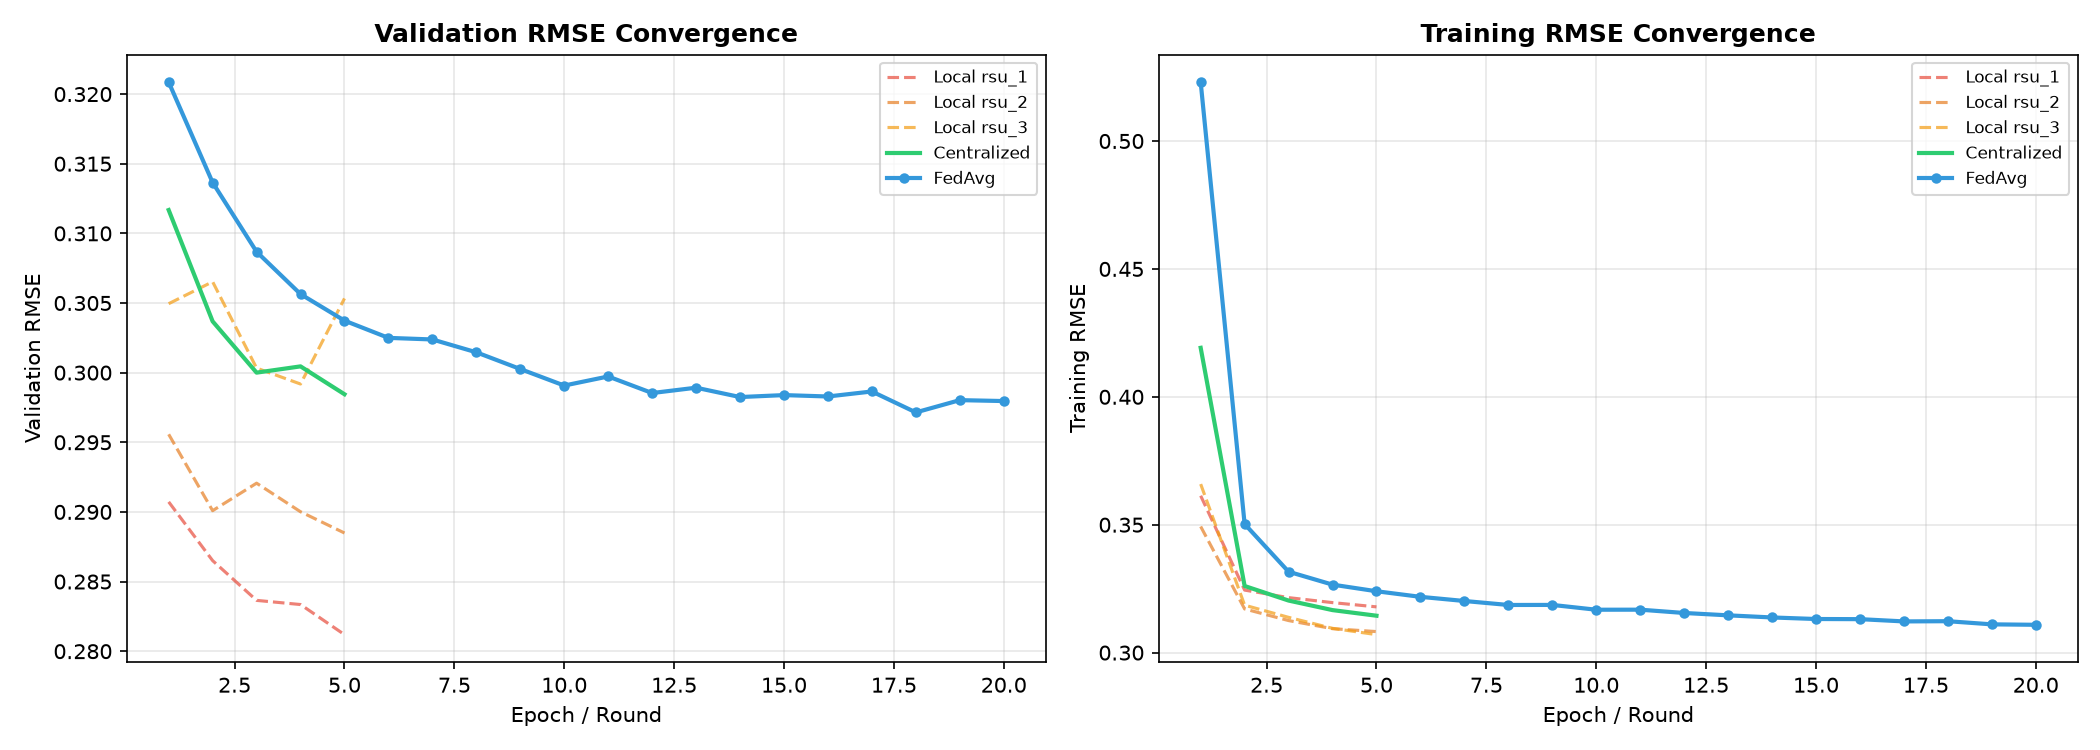 Validation RMSE Convergence
0.320
0.315
0.310
0.305
0.300
0.295
0.290
0.285
0.280
Validation RMSE
2.5 5.0 7.5 10.0 12.5 15.0 17.5 20.0
Epoch / Round
Local rsu_1
Local rsu_2
Local rsu_3
Centralized
FedAvg
Training RMSE Convergence
0.50
0.45
0.40
0.35
0.30
Training RMSE
2.5 5.0 7.5 10.0 12.5 15.0 17.5 20.0
Epoch / Round
Local rsu_1
Local rsu_2
Local rsu_3
Centralized
FedAvg